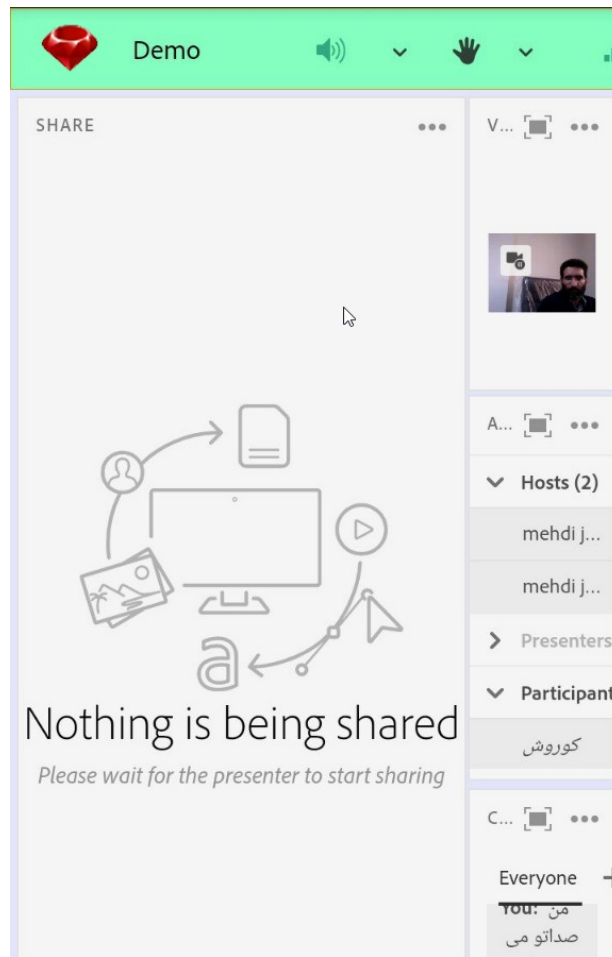 Demo
SHARE
V...
A...
Hosts (2)
mehdi j...
mehdi j...
Presenters
Participant
کوروش
Nothing is being shared
Please wait for the presenter to start sharing
C...
Everyone
You: من
صداتو می